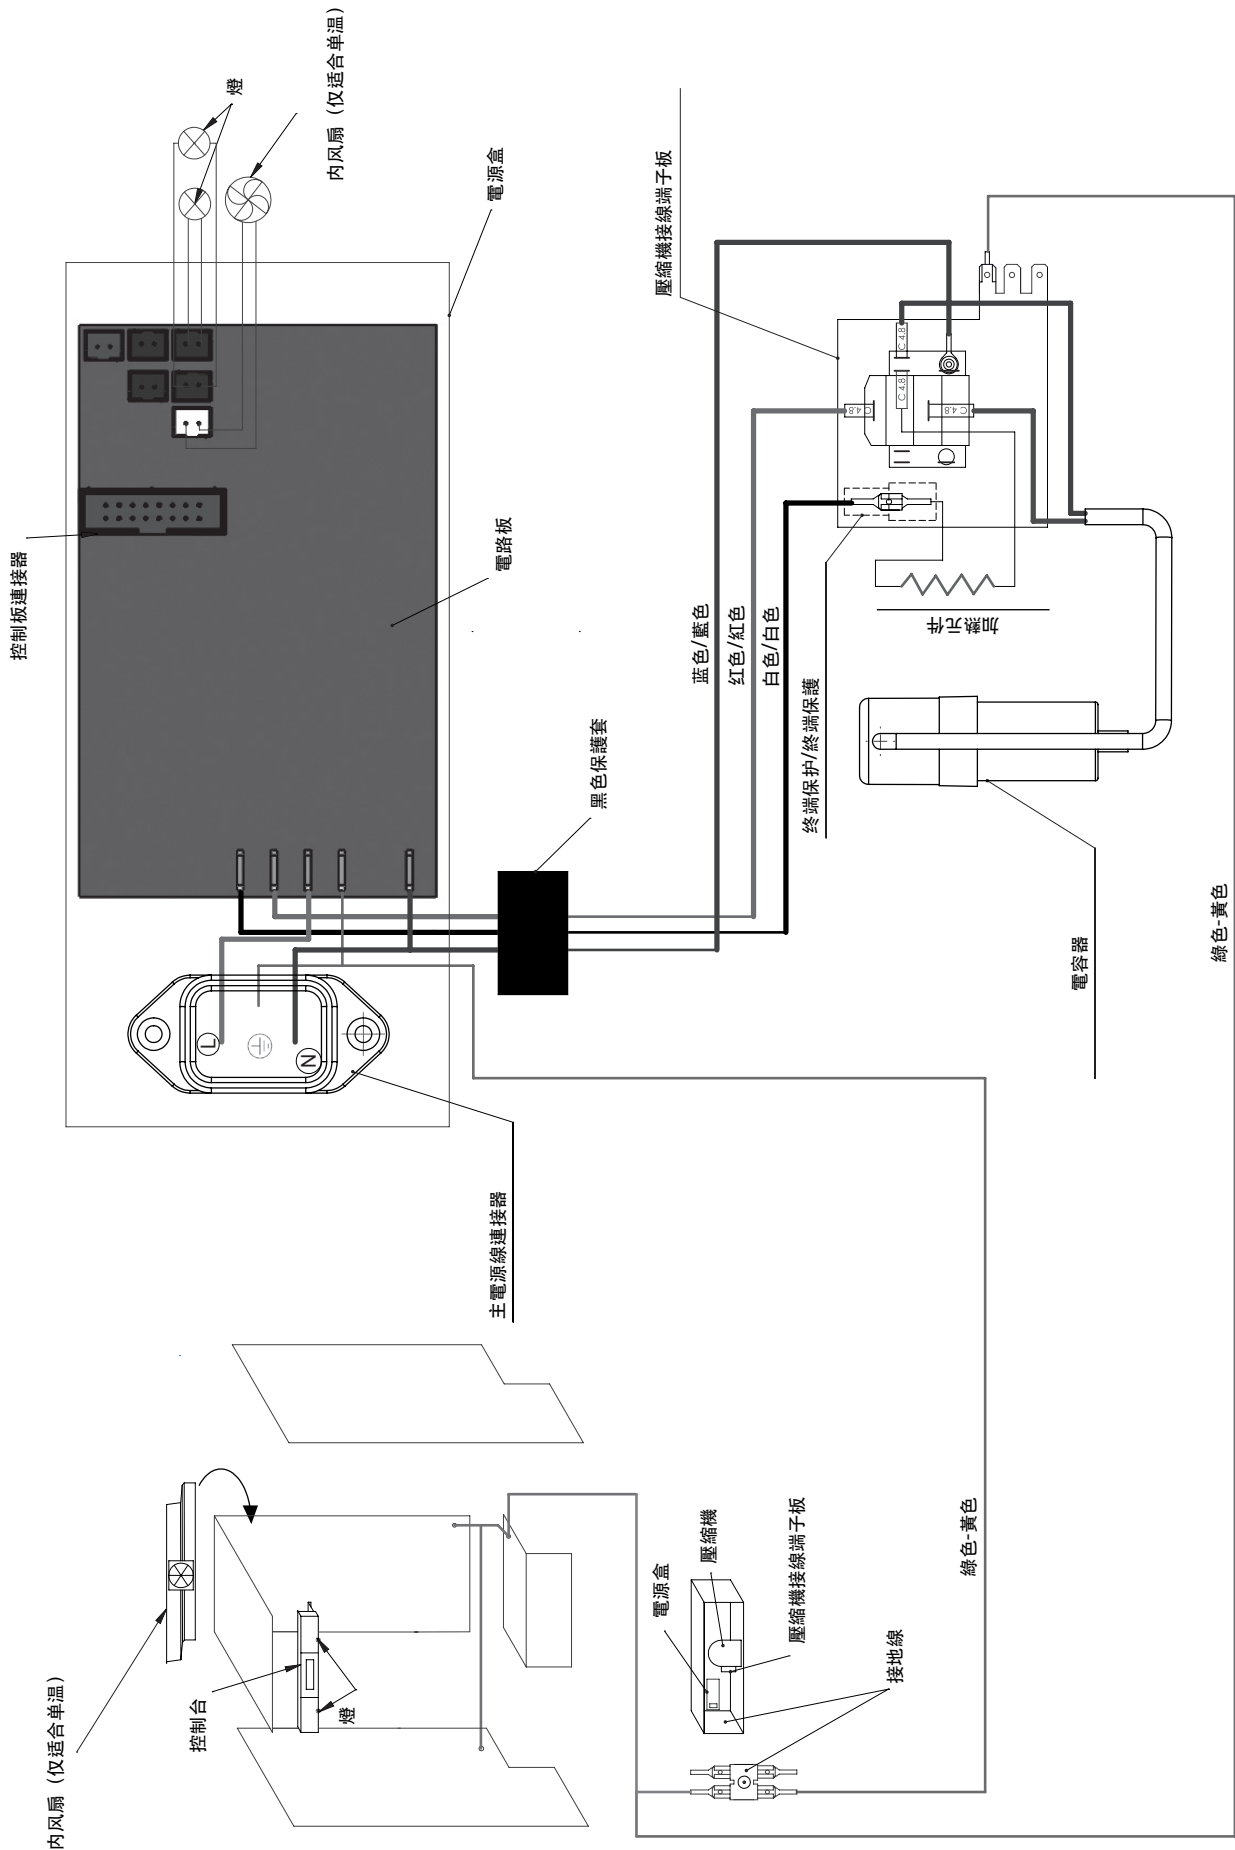 控制板連接器
燈
内风扇（仅适合单温）
電源盒
電路板
壓縮機接線端子板
C 4.8
C 4.8
C 4.8
C 4.8
蓝色/藍色
红色/紅色
白色/白色
终端保护/終端保護
加熱元件
黑色保護套
電容器
綠色-黃色
L
N
主電源線連接器
内风扇（仅适合单温）
控制台
燈
電源盒
壓縮機
壓縮機接線端子板
接地線
綠色-黃色